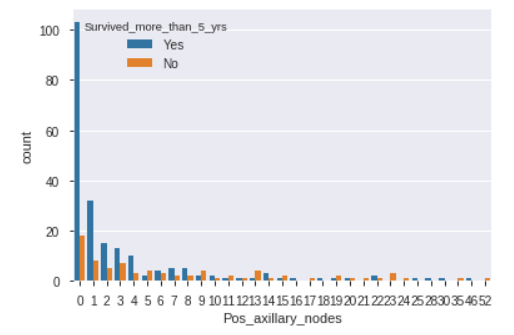 Survived_more_than_5_yrs
Yes
No
100
80
60
40
20
0
count
0 1 2 3 4 5 6 7 8 9 10 11 12 13 14 15 16 17 18 19 20 21 22 23 24 25 28 30 35 46 52
Pos_axillary_nodes